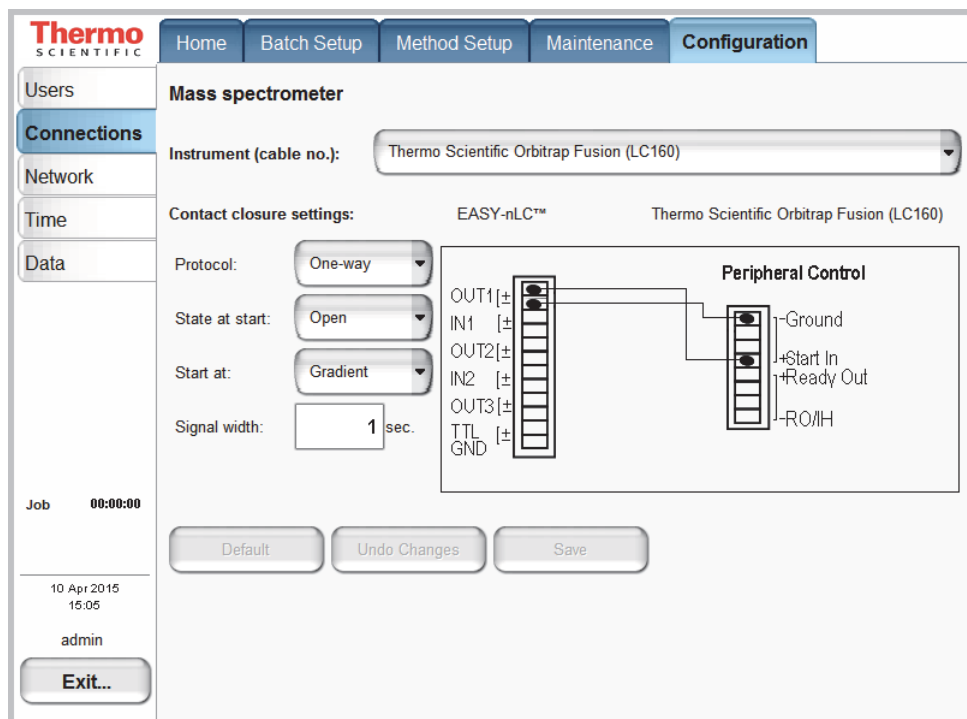 Thermo
SCIENTIFIC
Home
Batch Setup
Method Setup
Maintenance
Configuration
Users
Connections
Network
Time
Data
Mass spectrometer
Instrument (cable no.):
Thermo Scientific Orbitrap Fusion (LC160)
Contact closure settings:
EASY-nLC™
Thermo Scientific Orbitrap Fusion (LC160)
Protocol:
One-way
State at start:
Open
Start at:
Gradient
Signal width:
1 sec.
OUT1[±
IN1 [±
OUT2[±
IN2 [±
OUT3[±
TTL [±
GND
Peripheral Control
-Ground
+Start In
+Ready Out
-RO/IH
Default
Undo Changes
Save
Job 00:00:00
10 Apr 2015
15:05
admin
Exit...